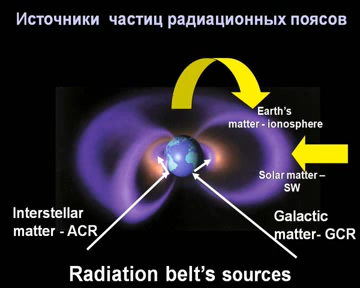 Источники частиц радиационных поясов
Earth's
matter - ionosphere
Solar matter –
SW
Interstellar
matter - ACR
Galactic
matter- GCR
Radiation belt's sources